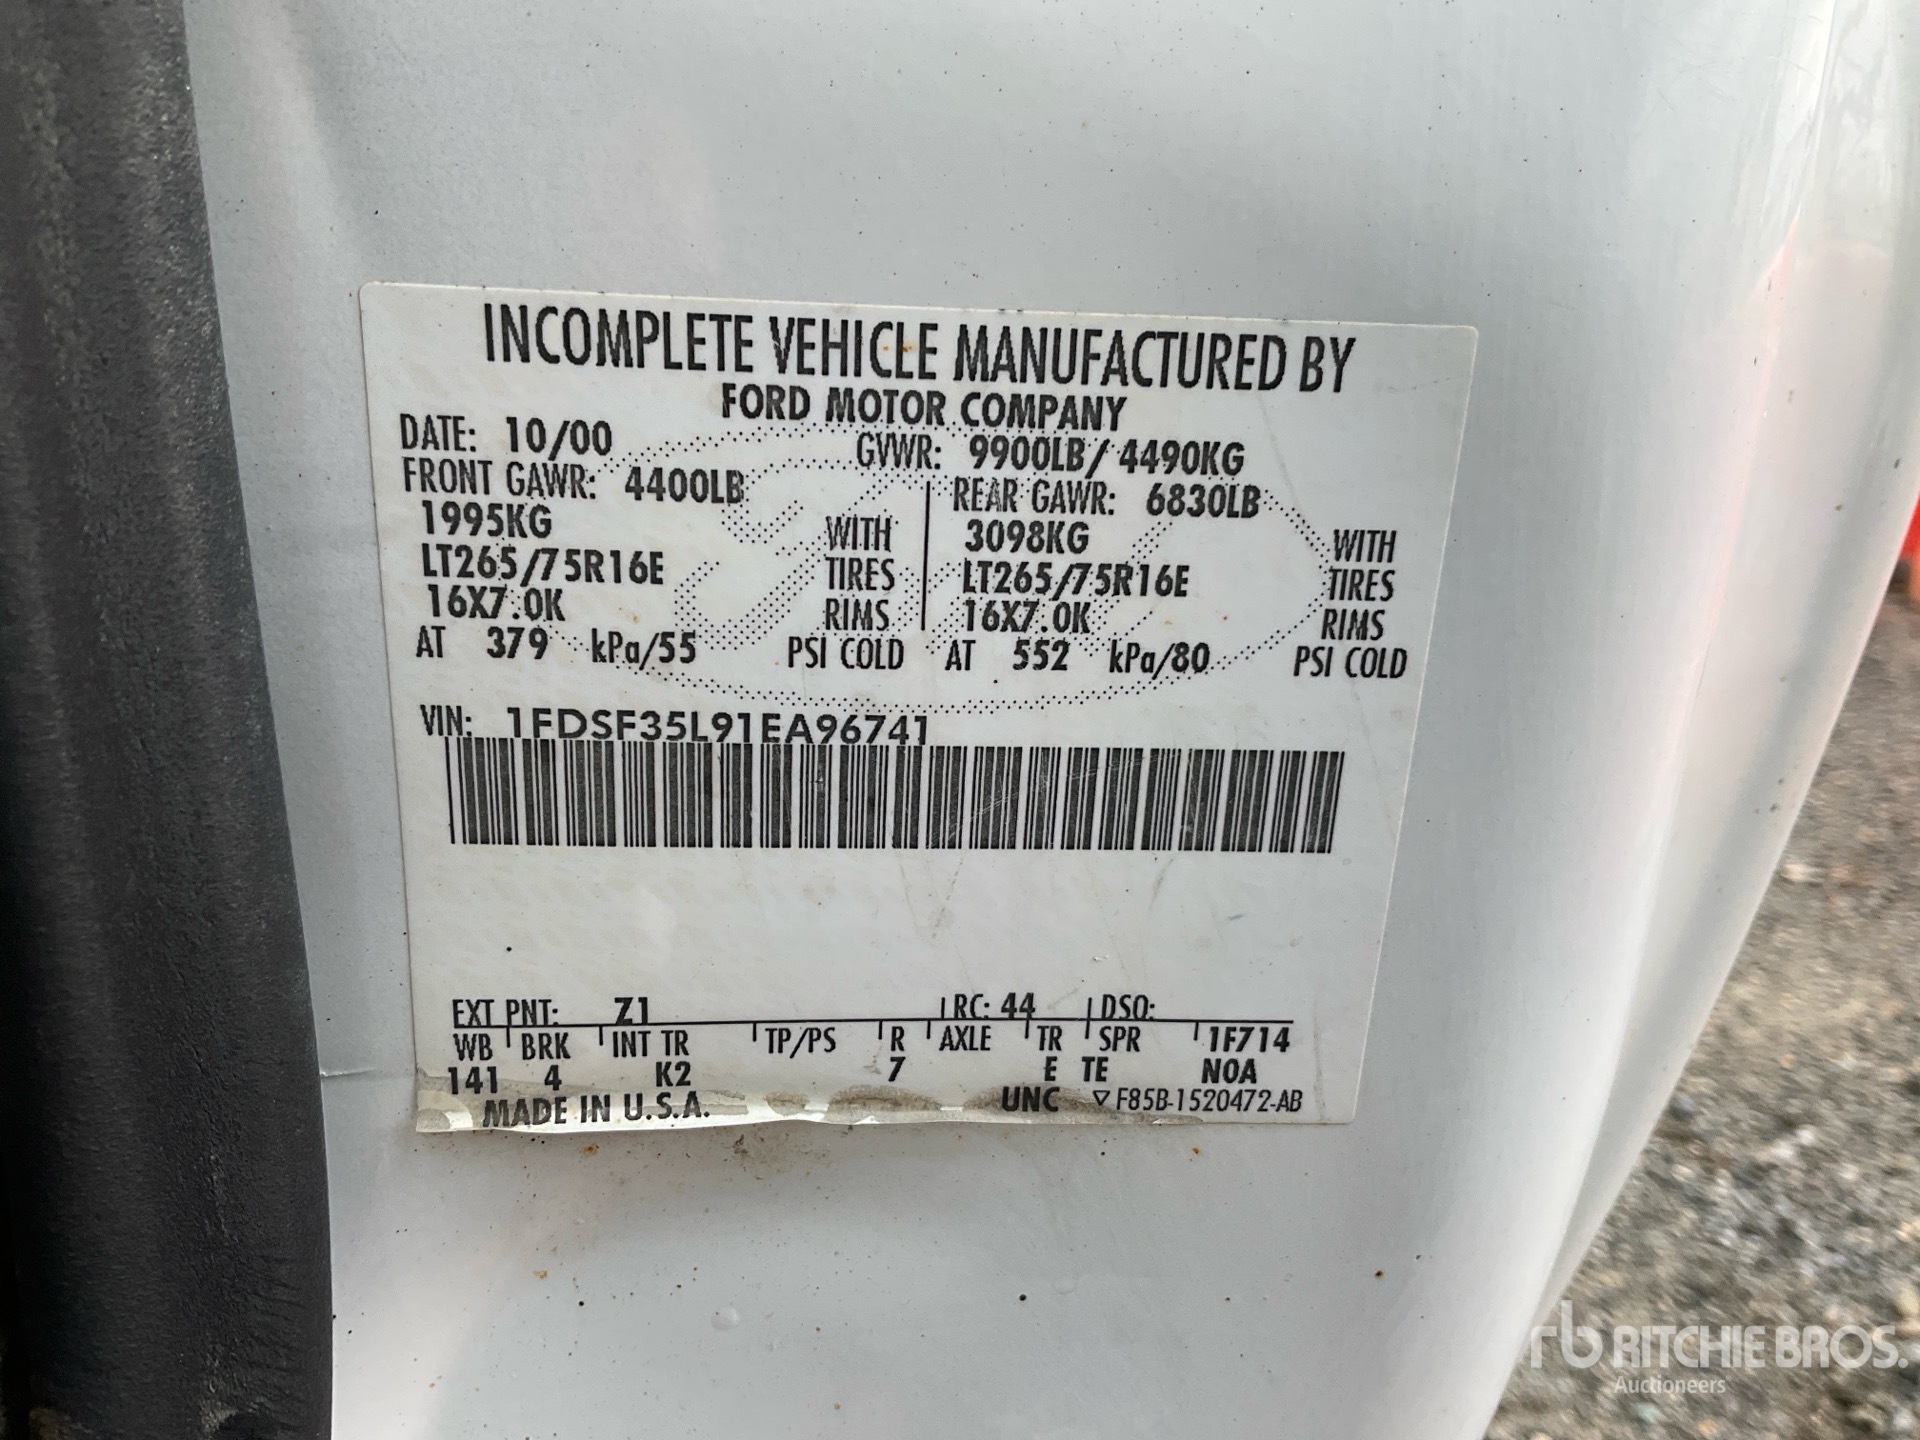 INCOMPLETE VEHICLE MANUFACTURED BY
FORD MOTOR COMPANY
DATE: 10/00 GVWR: 9900LB/ 4490KG
FRONT GAWR: 4400LB REAR GAWR: 6830LB
1995KG WITH 3098KG WITH
LT265/75R16E TIRES LT265/75R16E TIRES
16X7.0K RIMS 16X7.0K RIMS
AT 379 kPa/55 PSI COLD AT 552 kPa/80 PSI COLD
VIN: 1FDSF35L91EA96741
EXT PNT: Z1 RC: 44 DSO:
WB BRK INT TR TP/PS R AXLE TR SPR 1F714
141 4 K2 7 E TE N0A
MADE IN U.S.A. UNC ▽ F85B-1520472-AB
rb RITCHIE BROS.
Auctioneers